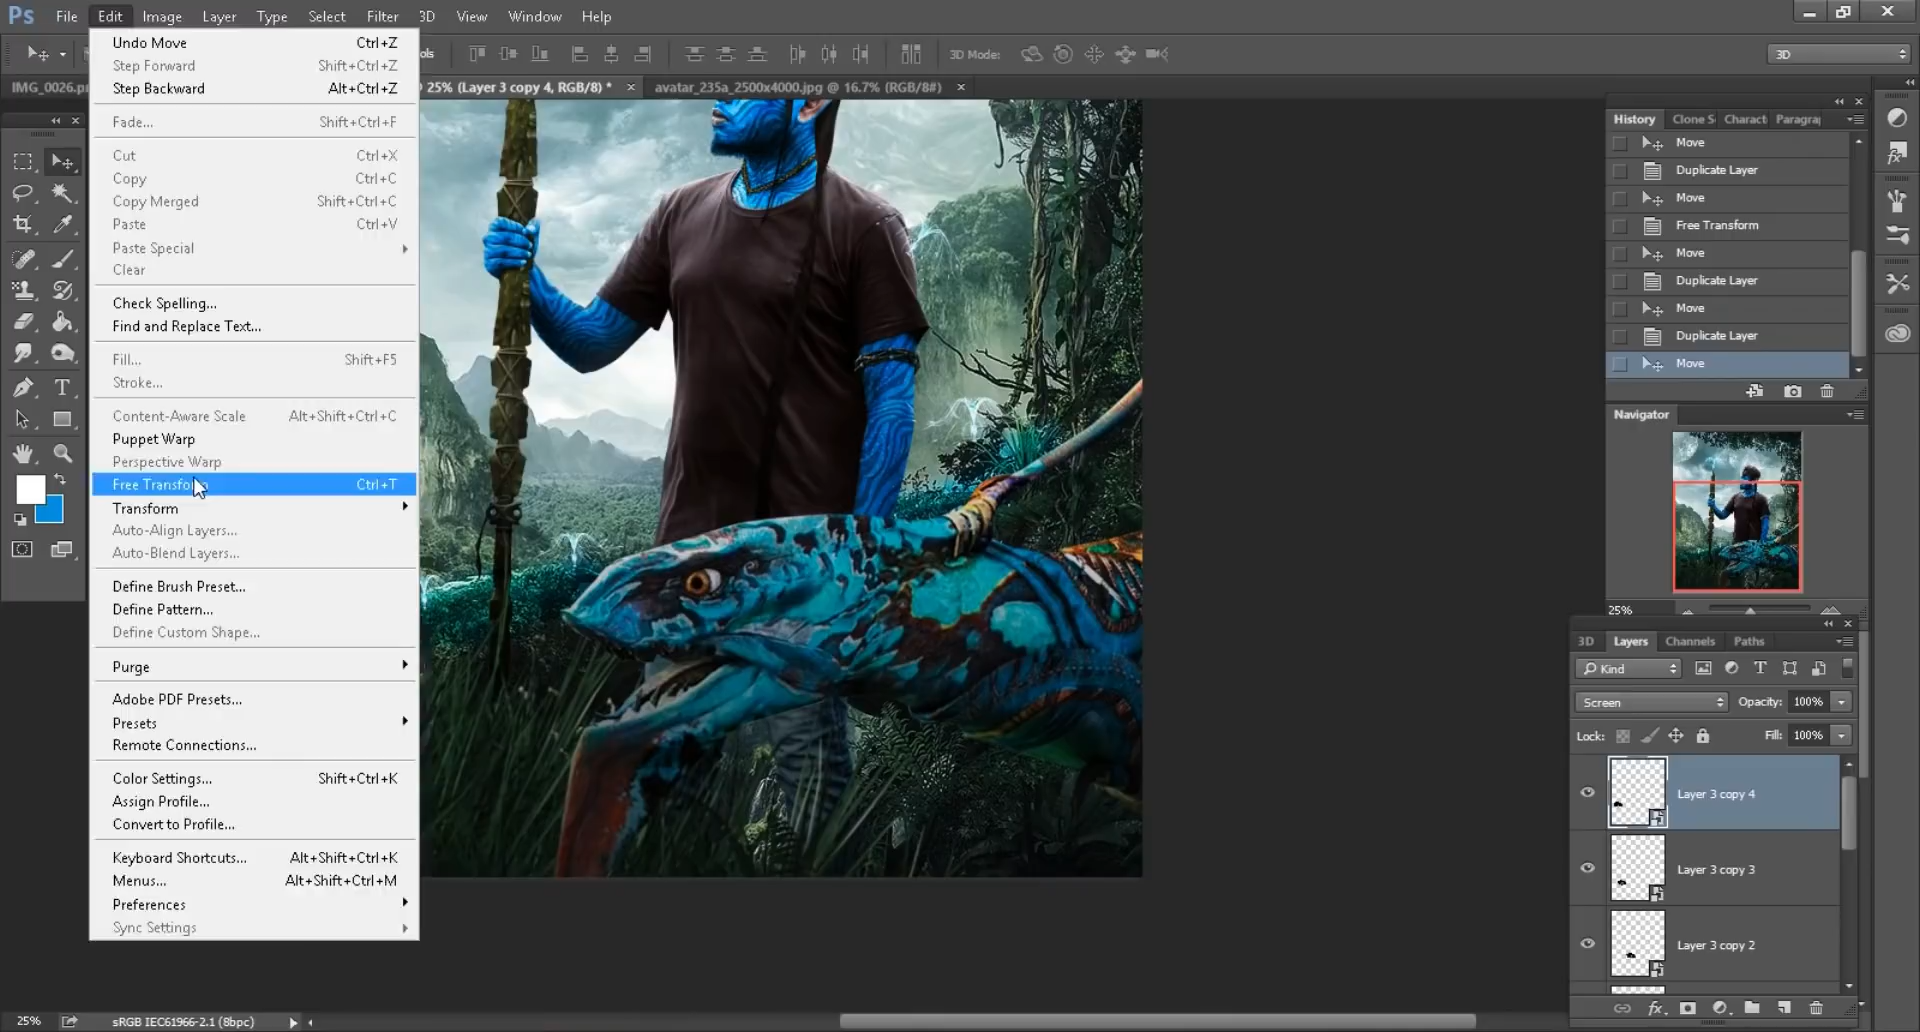 Ps File Edit Image Layer Type Select Filter 3D View Window Help
3D Mode: 3D
25% (Layer 3 copy 4, RGB/8) * × avatar_235a_2500x4000.jpg @ 16.7% (RGB/8#) ×
Undo Move Ctrl+Z
Step Forward Shift+Ctrl+Z
Step Backward Alt+Ctrl+Z
Fade... Shift+Ctrl+F
Cut Ctrl+X
Copy Ctrl+C
Copy Merged Shift+Ctrl+C
Paste Ctrl+V
Paste Special
Clear
Check Spelling...
Find and Replace Text...
Fill... Shift+F5
Stroke...
Content-Aware Scale Alt+Shift+Ctrl+C
Puppet Warp
Perspective Warp
Free Transform Ctrl+T
Transform
Auto-Align Layers...
Auto-Blend Layers...
Define Brush Preset...
Define Pattern...
Define Custom Shape...
Purge
Adobe PDF Presets...
Presets
Remote Connections...
Color Settings... Shift+Ctrl+K
Assign Profile...
Convert to Profile...
Keyboard Shortcuts... Alt+Shift+Ctrl+K
Menus... Alt+Shift+Ctrl+M
Preferences
Sync Settings
History Clone S Charact Paragra
Move
Duplicate Layer
Move
Free Transform
Move
Duplicate Layer
Move
Duplicate Layer
Move
Navigator
25%
3D Layers Channels Paths
Kind
Screen Opacity: 100%
Lock: Fill: 100%
Layer 3 copy 4
Layer 3 copy 3
Layer 3 copy 2
25% sRGB IEC61966-2.1 (8bpc)